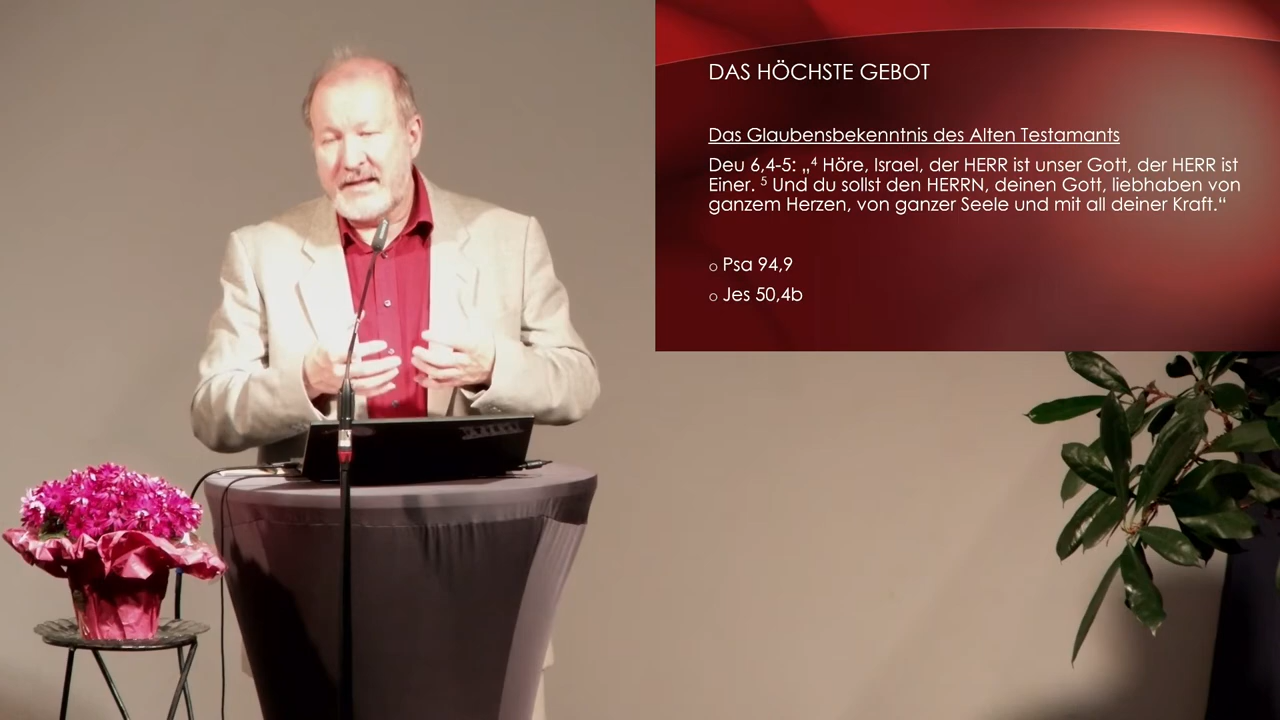 DAS HÖCHSTE GEBOT
Das Glaubensbekenntnis des Alten Testamants
Deu 6,4-5: „⁴ Höre, Israel, der HERR ist unser Gott, der HERR ist
Einer. ⁵ Und du sollst den HERRN, deinen Gott, liebhaben von
ganzem Herzen, von ganzer Seele und mit all deiner Kraft.“
○ Psa 94,9
○ Jes 50,4b